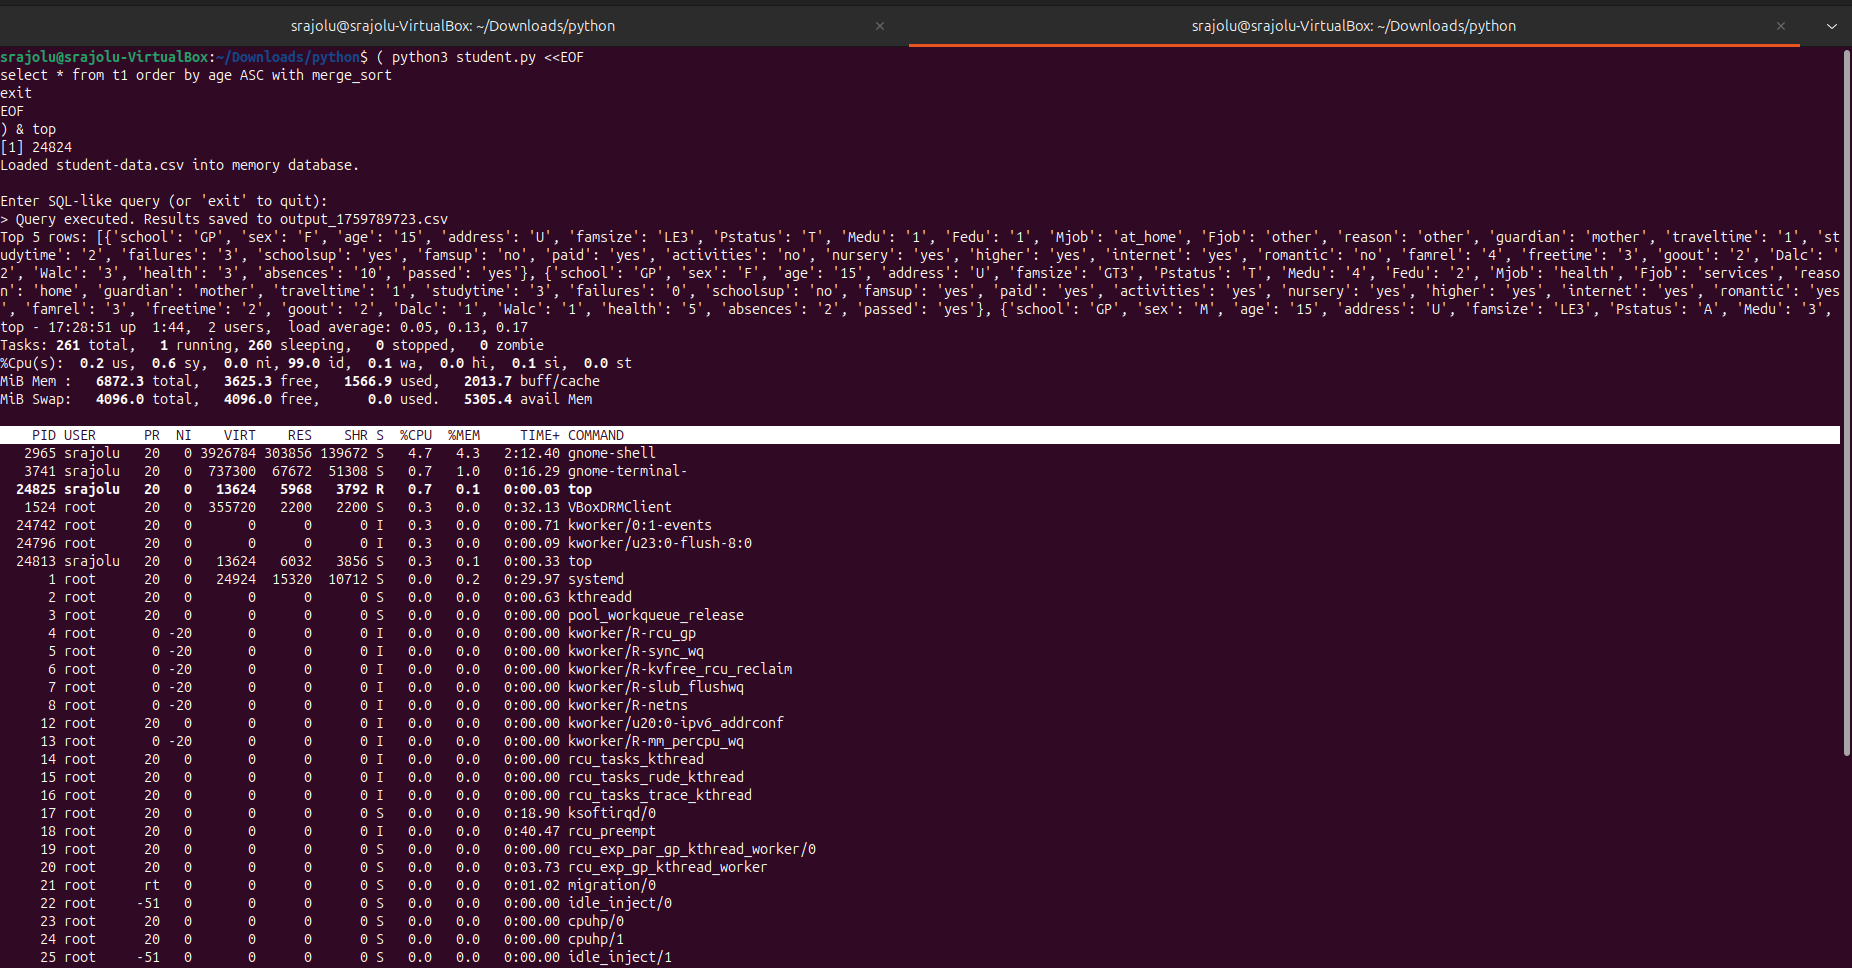 srajolu@srajolu-VirtualBox: ~/Downloads/python × srajolu@srajolu-VirtualBox: ~/Downloads/python ×
srajolu@srajolu-VirtualBox:~/Downloads/python$ ( python3 student.py <<EOF
select * from t1 order by age ASC with merge_sort
exit
EOF
) & top
[1] 24824
Loaded student-data.csv into memory database.
Enter SQL-like query (or 'exit' to quit):
> Query executed. Results saved to output_1759789723.csv
Top 5 rows: [{'school': 'GP', 'sex': 'F', 'age': '15', 'address': 'U', 'famsize': 'LE3', 'Pstatus': 'T', 'Medu': '1', 'Fedu': '1', 'Mjob': 'at_home', 'Fjob': 'other', 'reason': 'other', 'guardian': 'mother', 'traveltime': '1', 'st
udytime': '2', 'failures': '3', 'schoolsup': 'yes', 'famsup': 'no', 'paid': 'yes', 'activities': 'no', 'nursery': 'yes', 'higher': 'yes', 'internet': 'yes', 'romantic': 'no', 'famrel': '4', 'freetime': '3', 'goout': '2', 'Dalc': '
2', 'Walc': '3', 'health': '3', 'absences': '10', 'passed': 'yes'}, {'school': 'GP', 'sex': 'F', 'age': '15', 'address': 'U', 'famsize': 'GT3', 'Pstatus': 'T', 'Medu': '4', 'Fedu': '2', 'Mjob': 'health', 'Fjob': 'services', 'reaso
n': 'home', 'guardian': 'mother', 'traveltime': '1', 'studytime': '3', 'failures': '0', 'schoolsup': 'no', 'famsup': 'yes', 'paid': 'yes', 'activities': 'yes', 'nursery': 'yes', 'higher': 'yes', 'internet': 'yes', 'romantic': 'yes
', 'famrel': '3', 'freetime': '2', 'goout': '2', 'Dalc': '1', 'Walc': '1', 'health': '5', 'absences': '2', 'passed': 'yes'}, {'school': 'GP', 'sex': 'M', 'age': '15', 'address': 'U', 'famsize': 'LE3', 'Pstatus': 'A', 'Medu': '3',
top - 17:28:51 up  1:44,  2 users,  load average: 0.05, 0.13, 0.17
Tasks: 261 total,   1 running, 260 sleeping,   0 stopped,   0 zombie
%Cpu(s):  0.2 us,  0.6 sy,  0.0 ni, 99.0 id,  0.1 wa,  0.0 hi,  0.1 si,  0.0 st
MiB Mem :   6872.3 total,   3625.3 free,   1566.9 used,   2013.7 buff/cache
MiB Swap:   4096.0 total,   4096.0 free,      0.0 used.   5305.4 avail Mem
PID USER PR NI VIRT RES SHR S %CPU %MEM TIME+ COMMAND
2965 srajolu 20 0 3926784 303856 139672 S 4.7 4.3 2:12.40 gnome-shell
3741 srajolu 20 0 737300 67672 51308 S 0.7 1.0 0:16.29 gnome-terminal-
24825 srajolu 20 0 13624 5968 3792 R 0.7 0.1 0:00.03 top
1524 root 20 0 355720 2200 2200 S 0.3 0.0 0:32.13 VBoxDRMClient
24742 root 20 0 0 0 0 I 0.3 0.0 0:00.71 kworker/0:1-events
24796 root 20 0 0 0 0 I 0.3 0.0 0:00.09 kworker/u23:0-flush-8:0
24813 srajolu 20 0 13624 6032 3856 S 0.3 0.1 0:00.33 top
1 root 20 0 24924 15320 10712 S 0.0 0.2 0:29.97 systemd
2 root 20 0 0 0 0 S 0.0 0.0 0:00.63 kthreadd
3 root 20 0 0 0 0 S 0.0 0.0 0:00.00 pool_workqueue_release
4 root 0 -20 0 0 0 I 0.0 0.0 0:00.00 kworker/R-rcu_gp
5 root 0 -20 0 0 0 I 0.0 0.0 0:00.00 kworker/R-sync_wq
6 root 0 -20 0 0 0 I 0.0 0.0 0:00.00 kworker/R-kvfree_rcu_reclaim
7 root 0 -20 0 0 0 I 0.0 0.0 0:00.00 kworker/R-slub_flushwq
8 root 0 -20 0 0 0 I 0.0 0.0 0:00.00 kworker/R-netns
12 root 20 0 0 0 0 I 0.0 0.0 0:00.00 kworker/u20:0-ipv6_addrconf
13 root 0 -20 0 0 0 I 0.0 0.0 0:00.00 kworker/R-mm_percpu_wq
14 root 20 0 0 0 0 I 0.0 0.0 0:00.00 rcu_tasks_kthread
15 root 20 0 0 0 0 I 0.0 0.0 0:00.00 rcu_tasks_rude_kthread
16 root 20 0 0 0 0 I 0.0 0.0 0:00.00 rcu_tasks_trace_kthread
17 root 20 0 0 0 0 S 0.0 0.0 0:18.90 ksoftirqd/0
18 root 20 0 0 0 0 I 0.0 0.0 0:40.47 rcu_preempt
19 root 20 0 0 0 0 S 0.0 0.0 0:00.00 rcu_exp_par_gp_kthread_worker/0
20 root 20 0 0 0 0 S 0.0 0.0 0:03.73 rcu_exp_gp_kthread_worker
21 root rt 0 0 0 0 S 0.0 0.0 0:01.02 migration/0
22 root -51 0 0 0 0 S 0.0 0.0 0:00.00 idle_inject/0
23 root 20 0 0 0 0 S 0.0 0.0 0:00.00 cpuhp/0
24 root 20 0 0 0 0 S 0.0 0.0 0:00.00 cpuhp/1
25 root -51 0 0 0 0 S 0.0 0.0 0:00.00 idle_inject/1